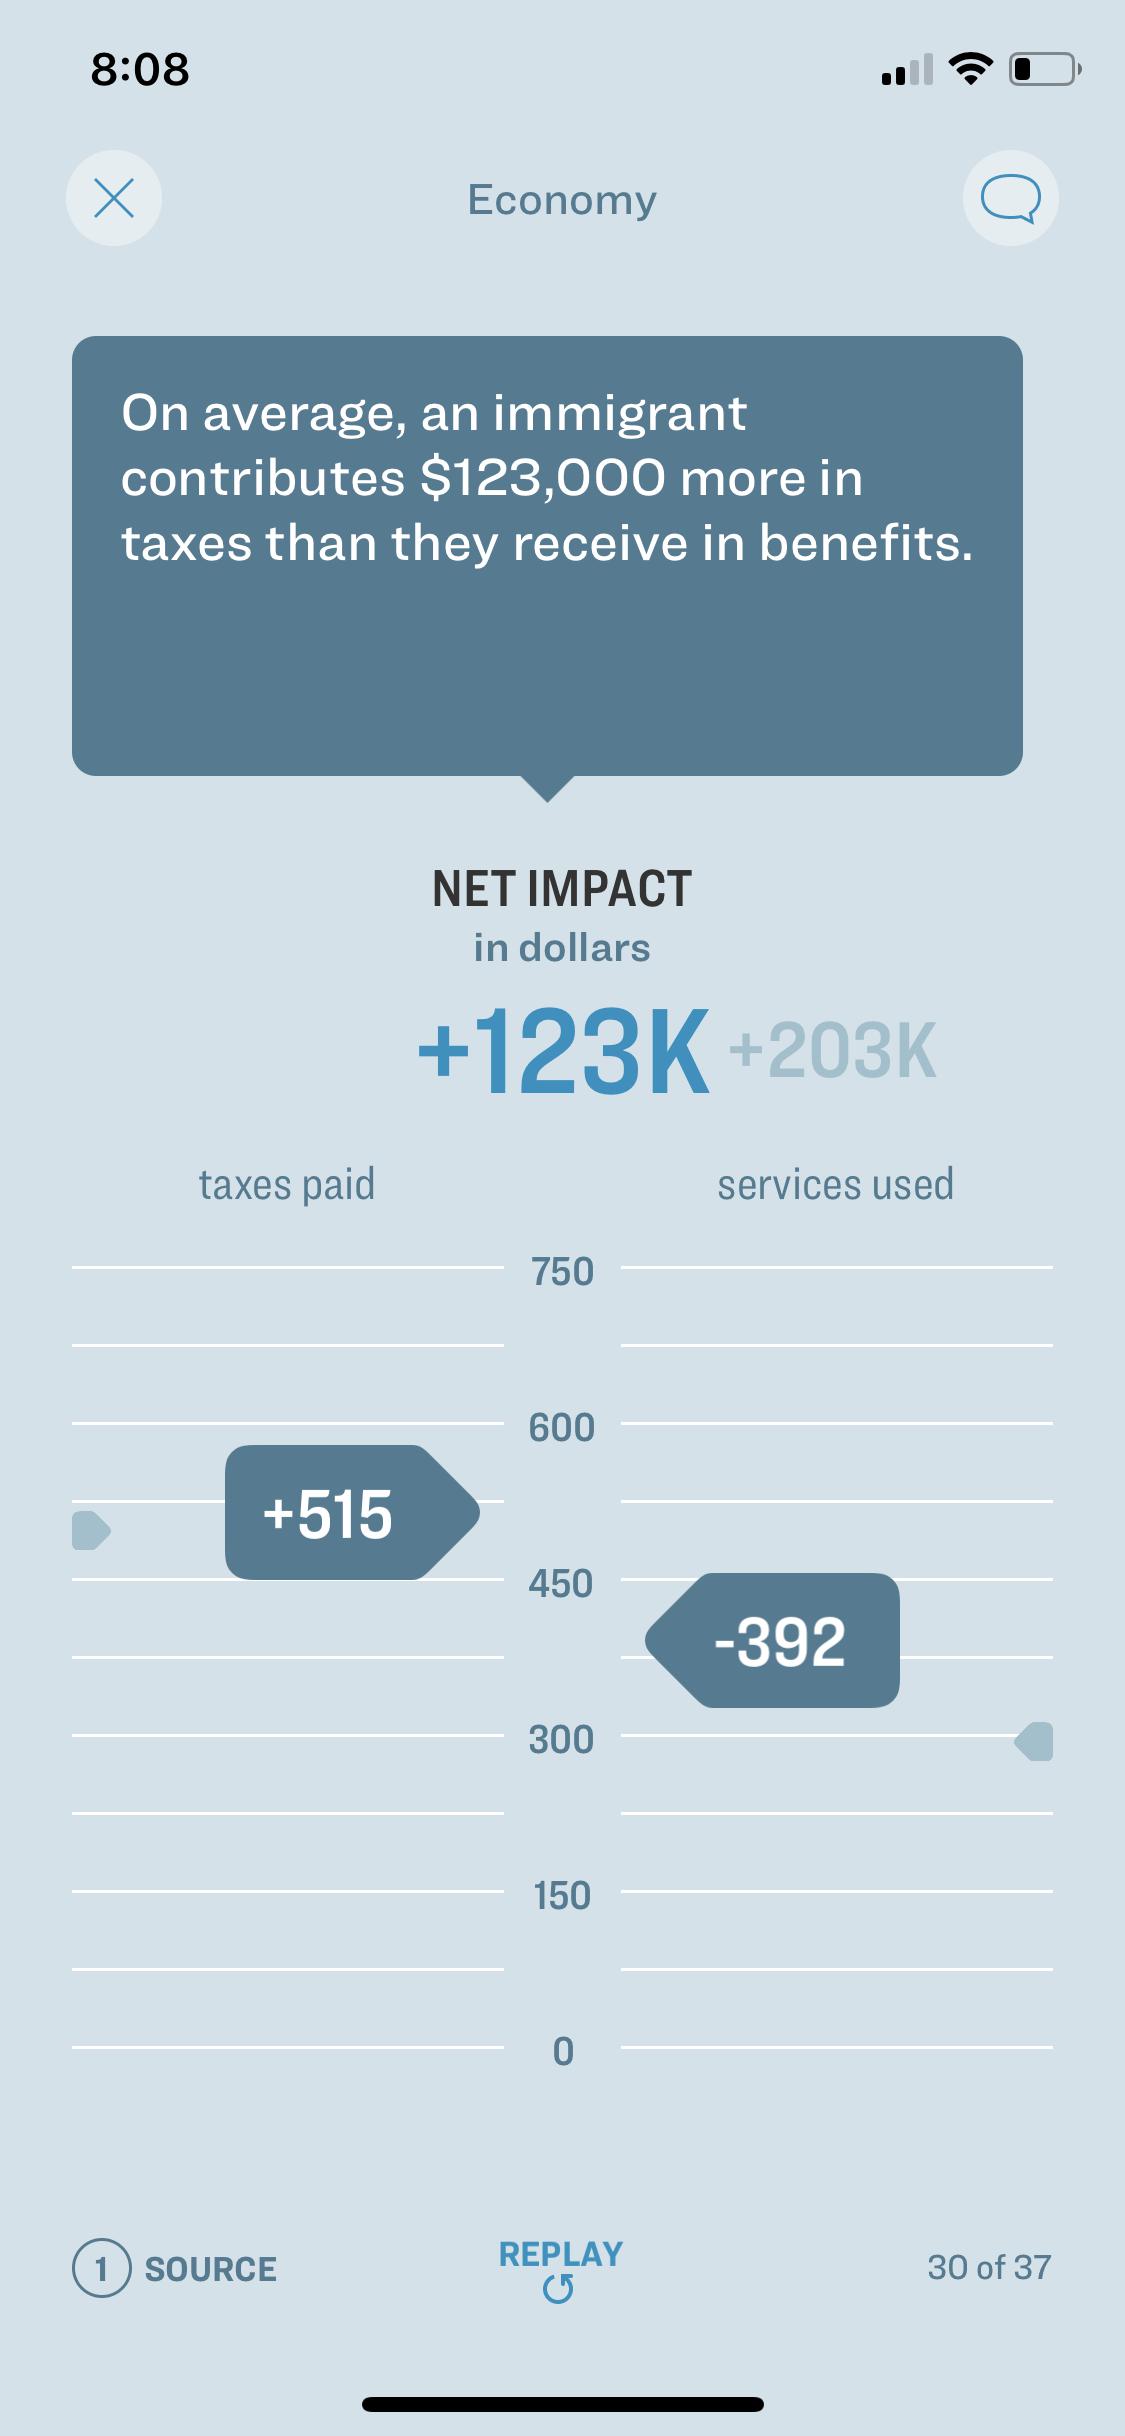 8:08
Economy
On average, an immigrant
contributes $123,000 more in
taxes than they receive in benefits.
NET IMPACT
in dollars
+123K +203K
taxes paid services used
750
600
+515
450
-392
300
150
0
1 SOURCE
REPLAY
30 of 37